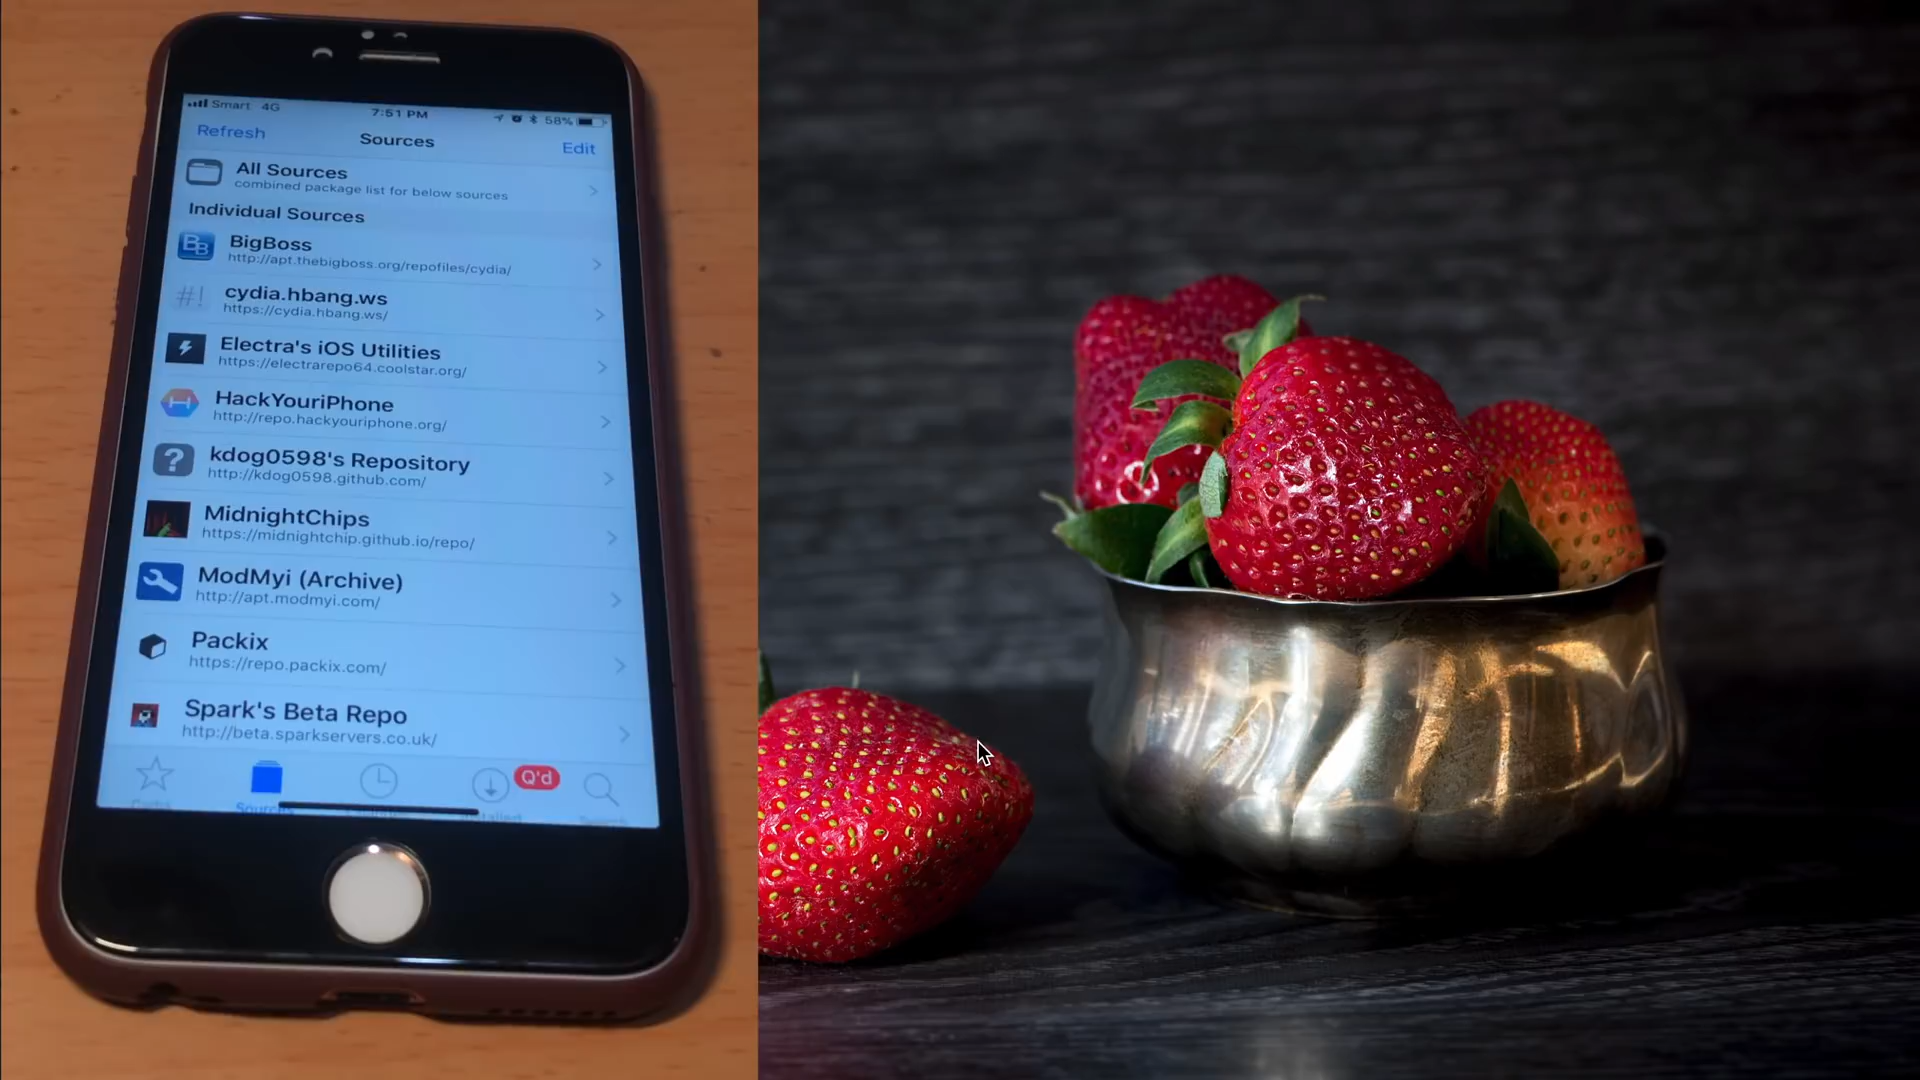 Smart 4G
7:51 PM
58%
Refresh
Sources
Edit
All Sources
combined package list for below sources
Individual Sources
BB
BigBoss
http://apt.thebigboss.org/repofiles/cydia/
#!
cydia.hbang.ws
https://cydia.hbang.ws/
Electra's iOS Utilities
https://electrarepo64.coolstar.org/
HackYouriPhone
http://repo.hackyouriphone.org/
?
kdog0598's Repository
http://kdog0598.github.com/
MidnightChips
https://midnightchip.github.io/repo/
ModMyi (Archive)
http://apt.modmyi.com/
Packix
https://repo.packix.com/
Spark's Beta Repo
http://beta.sparkservers.co.uk/
Q'd
Sources